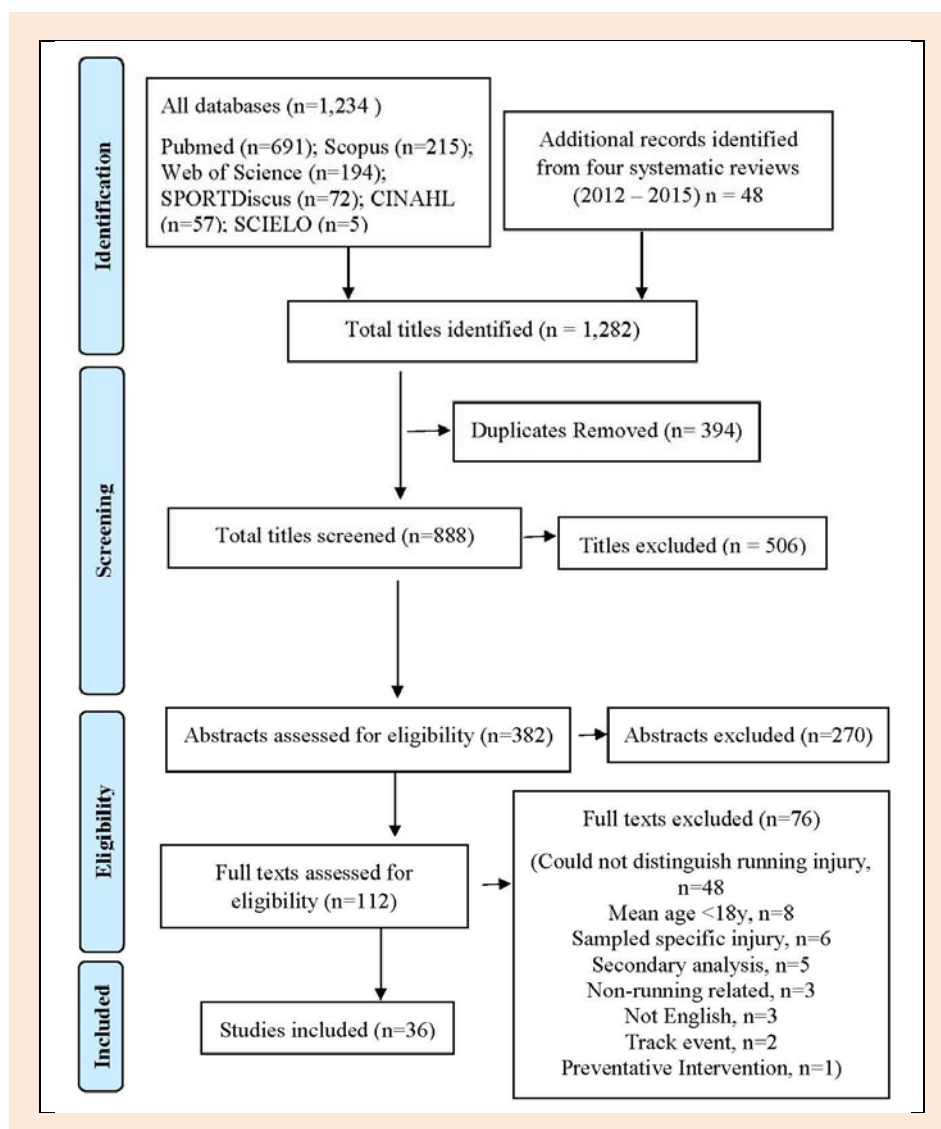 Identification
All databases (n=1,234 )
Pubmed (n=691); Scopus (n=215);
Web of Science (n=194);
SPORTDiscus (n=72); CINAHL
(n=57); SCIELO (n=5)
Additional records identified
from four systematic reviews
(2012 – 2015) n = 48
Total titles identified (n = 1,282)
Screening
Duplicates Removed (n= 394)
Total titles screened (n=888)
Titles excluded (n = 506)
Eligibility
Abstracts assessed for eligibility (n=382)
Abstracts excluded (n=270)
Full texts assessed for
eligibility (n=112)
Full texts excluded (n=76)
(Could not distinguish running injury,
n=48
Mean age <18y, n=8
Sampled specific injury, n=6
Secondary analysis, n=5
Non-running related, n=3
Not English, n=3
Track event, n=2
Preventative Intervention, n=1)
Included
Studies included (n=36)